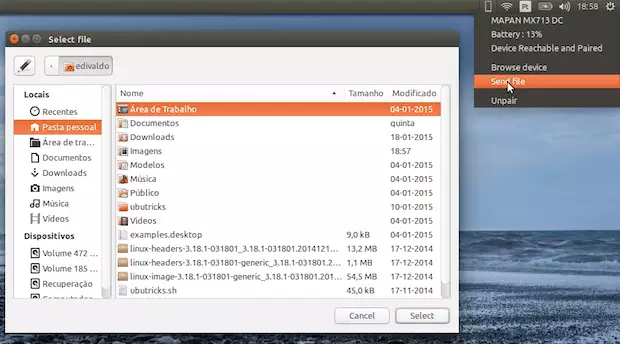 Pt
18:58
MAPAN MX713 DC
Battery : 13%
Device Reachable and Paired
Browse device
Send file
Unpair
Select file
edivaldo
Locais
Recentes
Pasta pessoal
Área de tra...
Documentos
Downloads
Imagens
Música
Vídeos
Dispositivos
Volume 472 ...
Volume 185 ...
Recuperação
Nome Tamanho Modificado
Área de Trabalho 04-01-2015
Documentos quinta
Downloads 18-01-2015
Imagens 18:57
Modelos 04-01-2015
Música 04-01-2015
Público 04-01-2015
ubutricks 10-01-2015
Vídeos 04-01-2015
examples.desktop 9,0 kB 04-01-2015
linux-headers-3.18.1-031801_3.18.1-031801.2014121... 13,2 MB 17-12-2014
linux-headers-3.18.1-031801-generic_3.18.1-031801.... 1,1 MB 17-12-2014
linux-image-3.18.1-031801-generic_3.18.1-031801.201... 54,5 MB 17-12-2014
ubutricks.sh 45,0 kB 17-11-2014
Cancel
Select